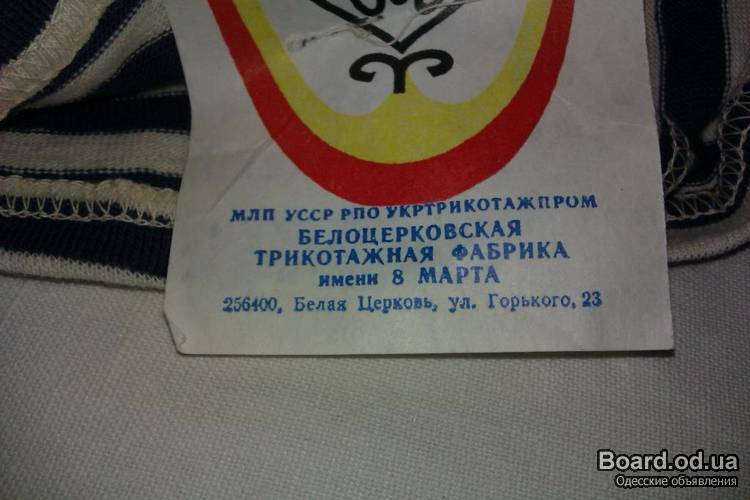 МЛП УССР РПО УКРТРИКОТАЖПРОМ
БЕЛОЦЕРКОВСКАЯ
ТРИКОТАЖНАЯ ФАБРИКА
имени 8 МАРТА
256400, Белая Церковь, ул. Горького, 23
Board.od.ua
Одесские объявления